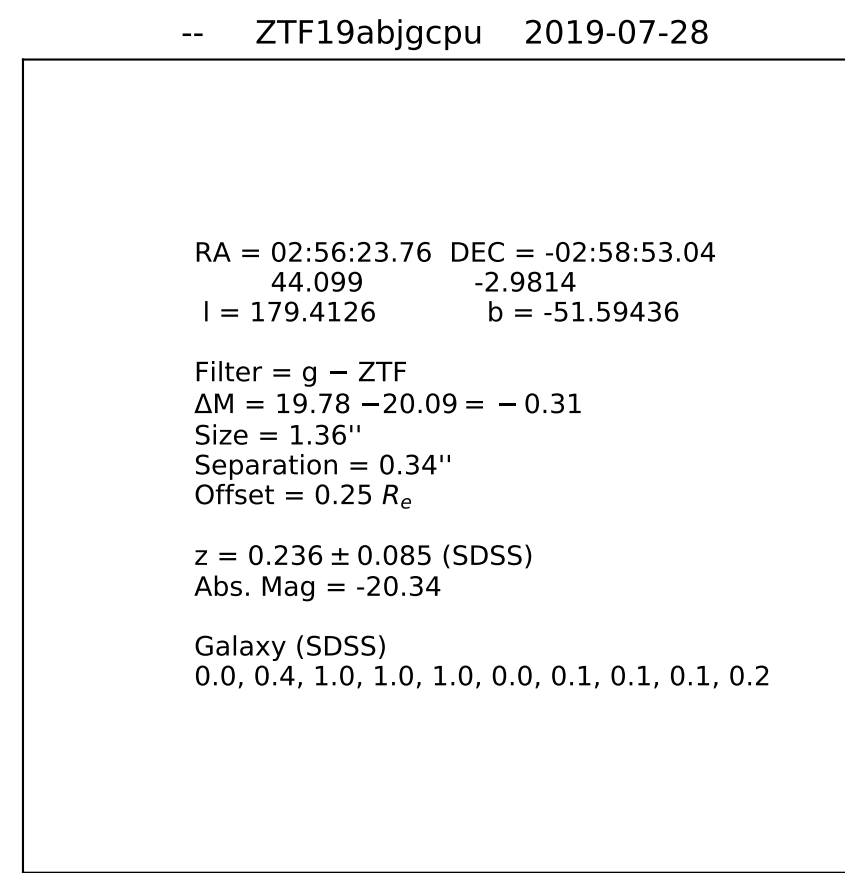 -- ZTF19abjgcpu 2019-07-28
RA = 02:56:23.76 DEC = -02:58:53.04
44.099 -2.9814
l = 179.4126 b = -51.59436
Filter = g − ZTF
ΔM = 19.78 −20.09 = − 0.31
Size = 1.36''
Separation = 0.34''
Offset = 0.25 Re
z = 0.236 ± 0.085 (SDSS)
Abs. Mag = -20.34
Galaxy (SDSS)
0.0, 0.4, 1.0, 1.0, 1.0, 0.0, 0.1, 0.1, 0.1, 0.2